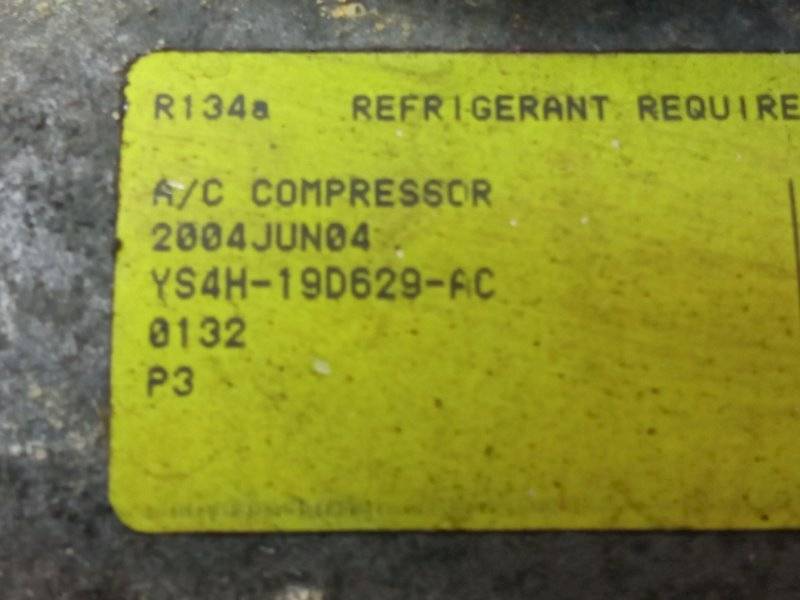 R134a REFRIGERANT REQUIRE
A/C COMPRESSOR
2004JUN04
YS4H-19D629-AC
0132
P3